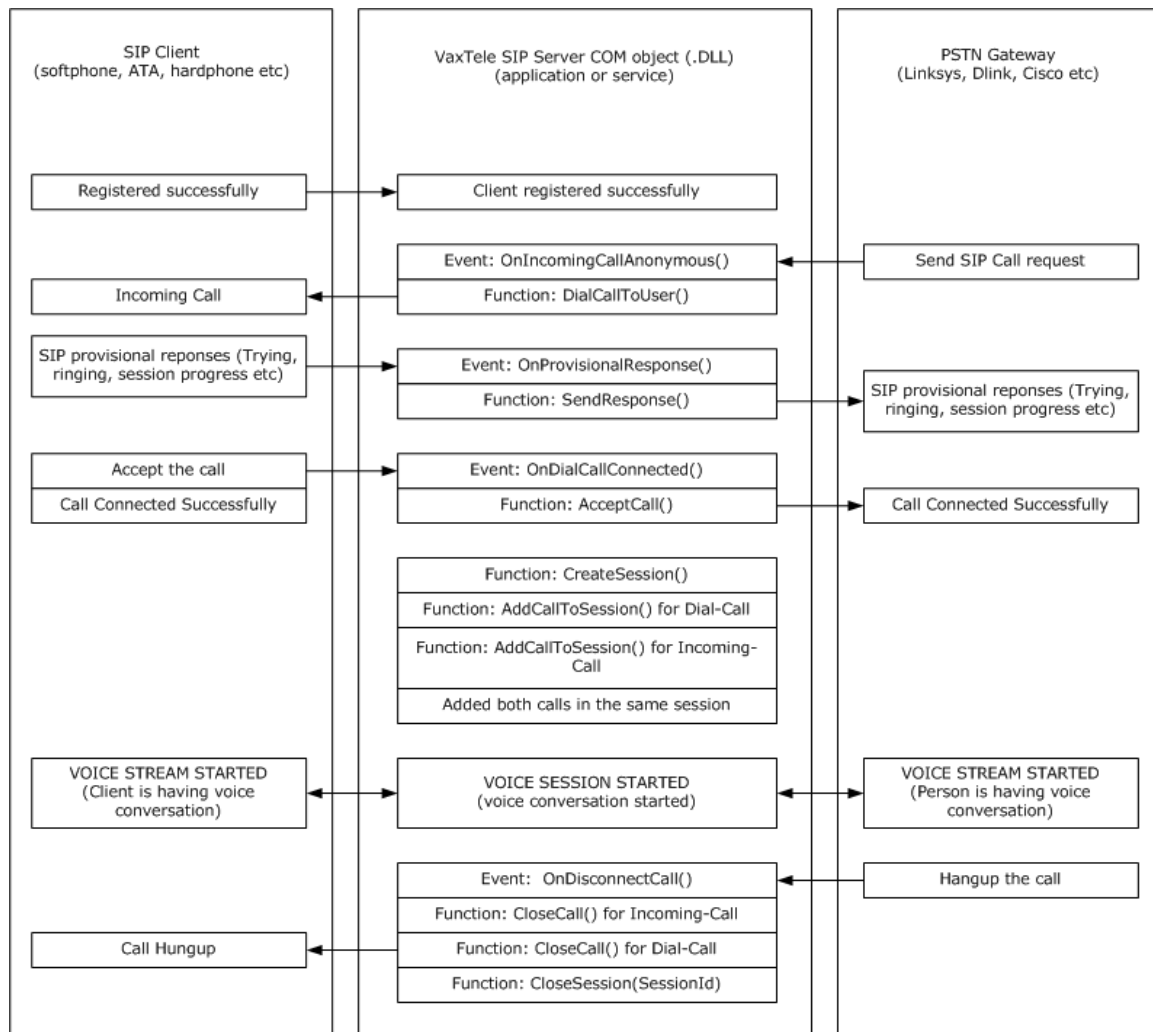 SIP Client
(softphone, ATA, hardphone etc)
VaxTele SIP Server COM object (.DLL)
(application or service)
PSTN Gateway
(Linksys, Dlink, Cisco etc)
Registered successfully
Client registered successfully
Event: OnIncomingCallAnonymous()
Send SIP Call request
Incoming Call
Function: DialCallToUser()
SIP provisional reponses (Trying,
ringing, session progress etc)
Event: OnProvisionalResponse()
Function: SendResponse()
SIP provisional reponses (Trying,
ringing, session progress etc)
Accept the call
Event: OnDialCallConnected()
Call Connected Successfully
Function: AcceptCall()
Call Connected Successfully
Function: CreateSession()
Function: AddCallToSession() for Dial-Call
Function: AddCallToSession() for Incoming-
Call
Added both calls in the same session
VOICE STREAM STARTED
(Client is having voice
conversation)
VOICE SESSION STARTED
(voice conversation started)
VOICE STREAM STARTED
(Person is having voice
conversation)
Event:  OnDisconnectCall()
Hangup the call
Function: CloseCall() for Incoming-Call
Call Hungup
Function: CloseCall() for Dial-Call
Function: CloseSession(SessionId)